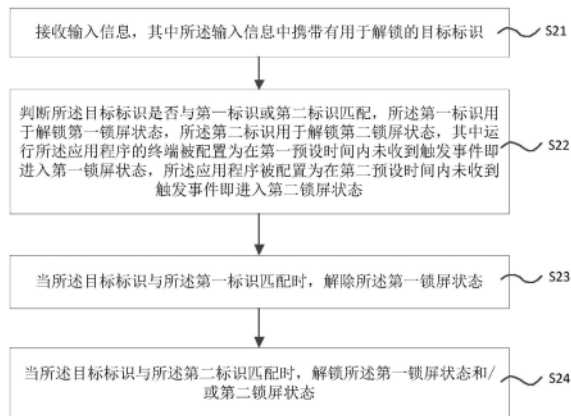 接收输入信息，其中所述输入信息中携带有用于解锁的目标标识
S21
判断所述目标标识是否与第一标识或第二标识匹配，所述第一标识用
于解锁第一锁屏状态，所述第二标识用于解锁第二锁屏状态，其中运
行所述应用程序的终端被配置为在第一预设时间内未收到触发事件即
进入第一锁屏状态，所述应用程序被配置为在第二预设时间内未收到
触发事件即进入第二锁屏状态
S22
当所述目标标识与所述第一标识匹配时，解除所述第一锁屏状态
S23
当所述目标标识与所述第二标识匹配时，解锁所述第一锁屏状态和/
或第二锁屏状态
S24